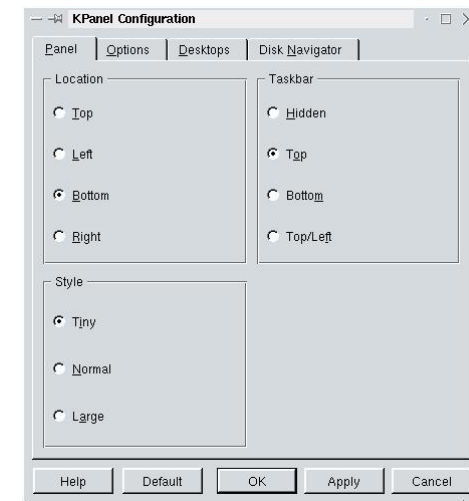 KPanel Configuration
Panel Options Desktops Disk Navigator
Location
Top
Left
Bottom
Right
Taskbar
Hidden
Top
Bottom
Top/Left
Style
Tiny
Normal
Large
Help Default OK Apply Cancel